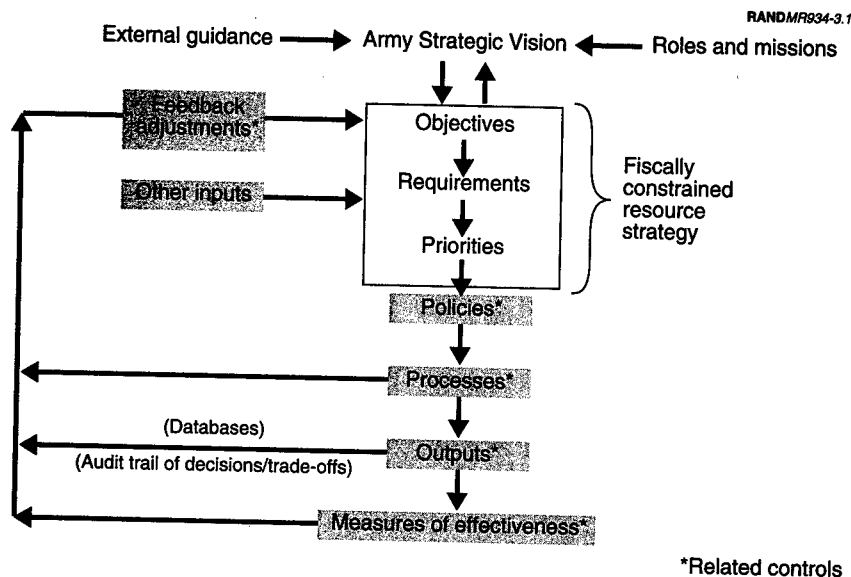 RANDMR934-3.1
External guidance
Army Strategic Vision
Roles and missions
Feedback
adjustments*
Objectives
Other inputs
Requirements
Priorities
Fiscally
constrained
resource
strategy
Policies*
Processes*
(Databases)
Outputs*
(Audit trail of decisions/trade-offs)
Measures of effectiveness*
*Related controls